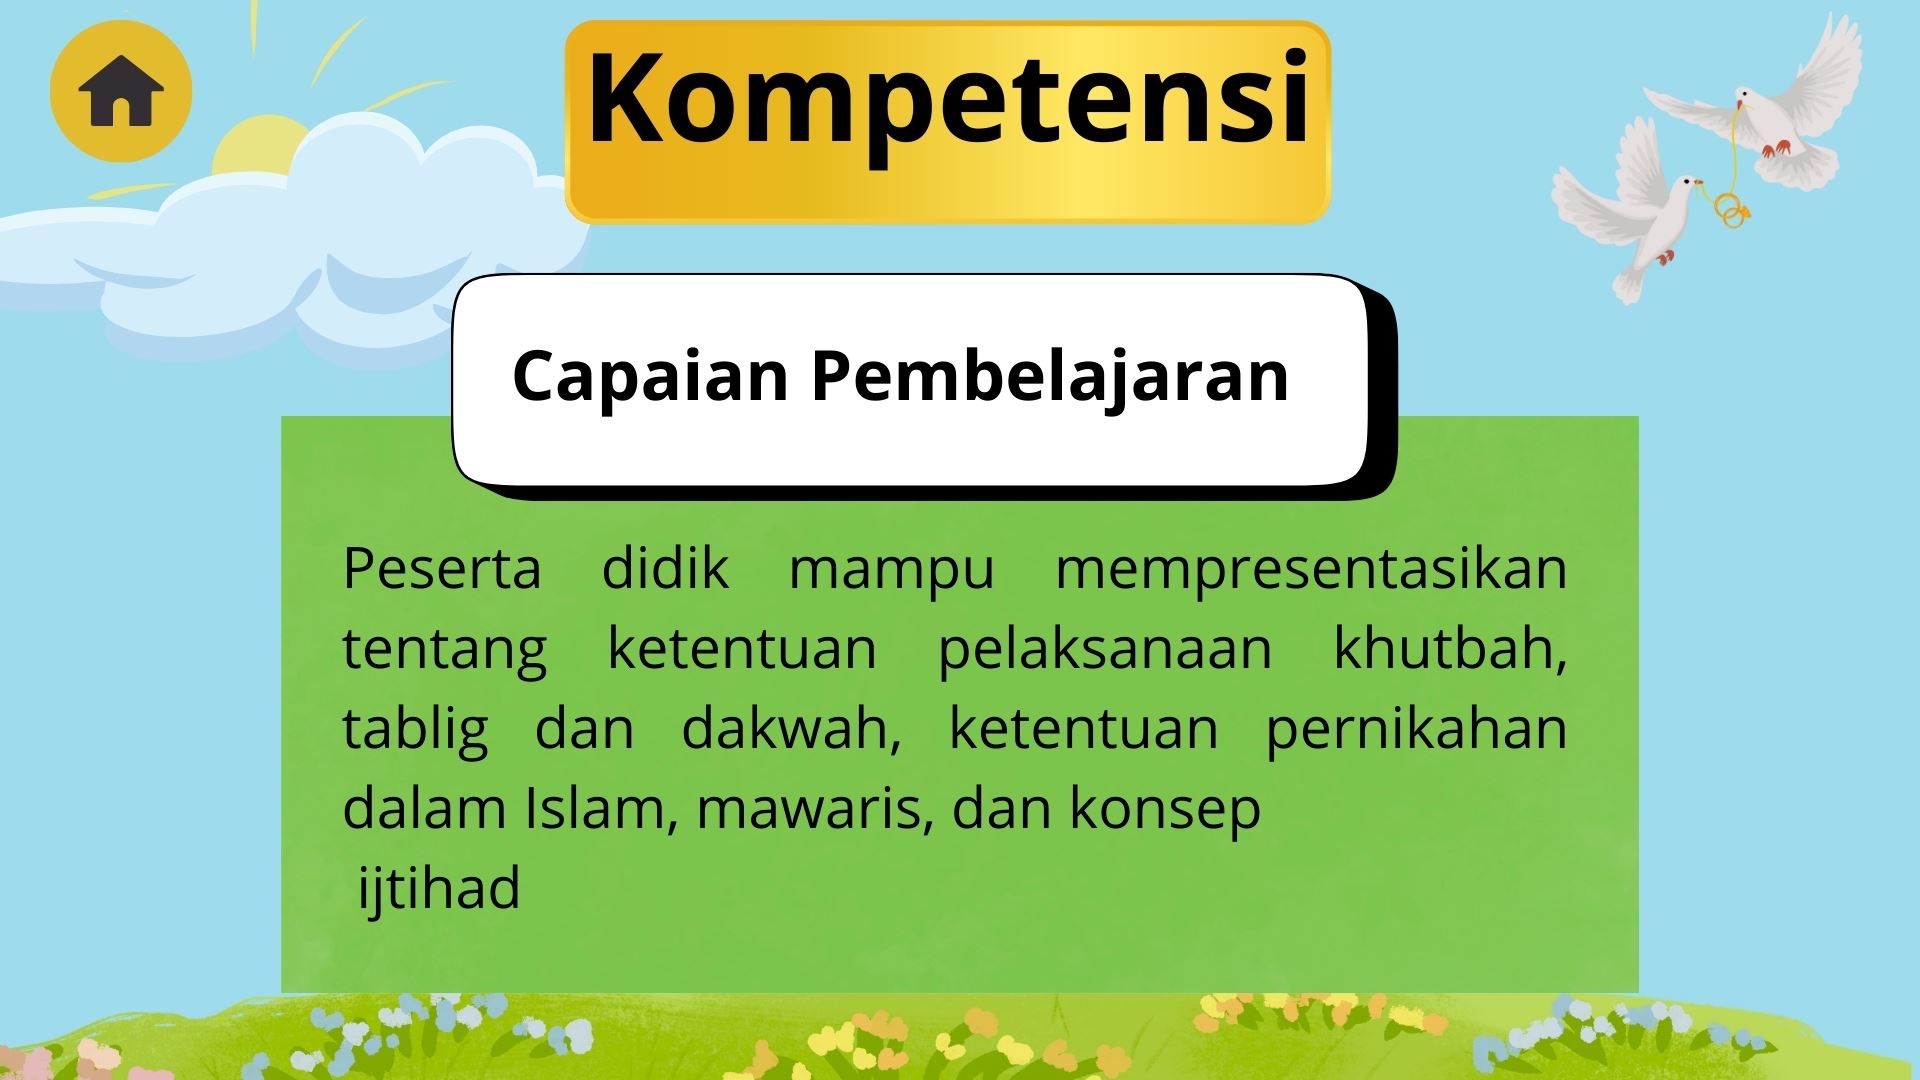 Kompetensi
Capaian Pembelajaran
Peserta didik mampu mempresentasikan
tentang ketentuan pelaksanaan khutbah,
tablig dan dakwah, ketentuan pernikahan
dalam Islam, mawaris, dan konsep
ijtihad